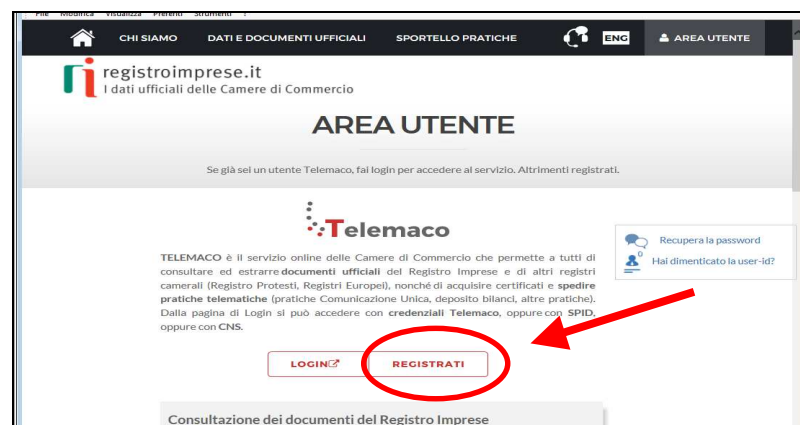 File Modifica Visualizza Preferiti Strumenti ?
CHI SIAMO DATI E DOCUMENTI UFFICIALI SPORTELLO PRATICHE ENG AREA UTENTE
registroimprese.it
I dati ufficiali delle Camere di Commercio
AREA UTENTE
Se già sei un utente Telemaco, fai login per accedere al servizio. Altrimenti registrati.
Telemaco
TELEMACO è il servizio online delle Camere di Commercio che permette a tutti di
consultare ed estrarre documenti ufficiali del Registro Imprese e di altri registri
camerali (Registro Protesti, Registri Europei), nonché di acquisire certificati e spedire
pratiche telematiche (pratiche Comunicazione Unica, deposito bilanci, altre pratiche).
Dalla pagina di Login si può accedere con credenziali Telemaco, oppure con SPID,
oppure con CNS.
Recupera la password
Hai dimenticato la user-id?
LOGIN REGISTRATI
Consultazione dei documenti del Registro Imprese